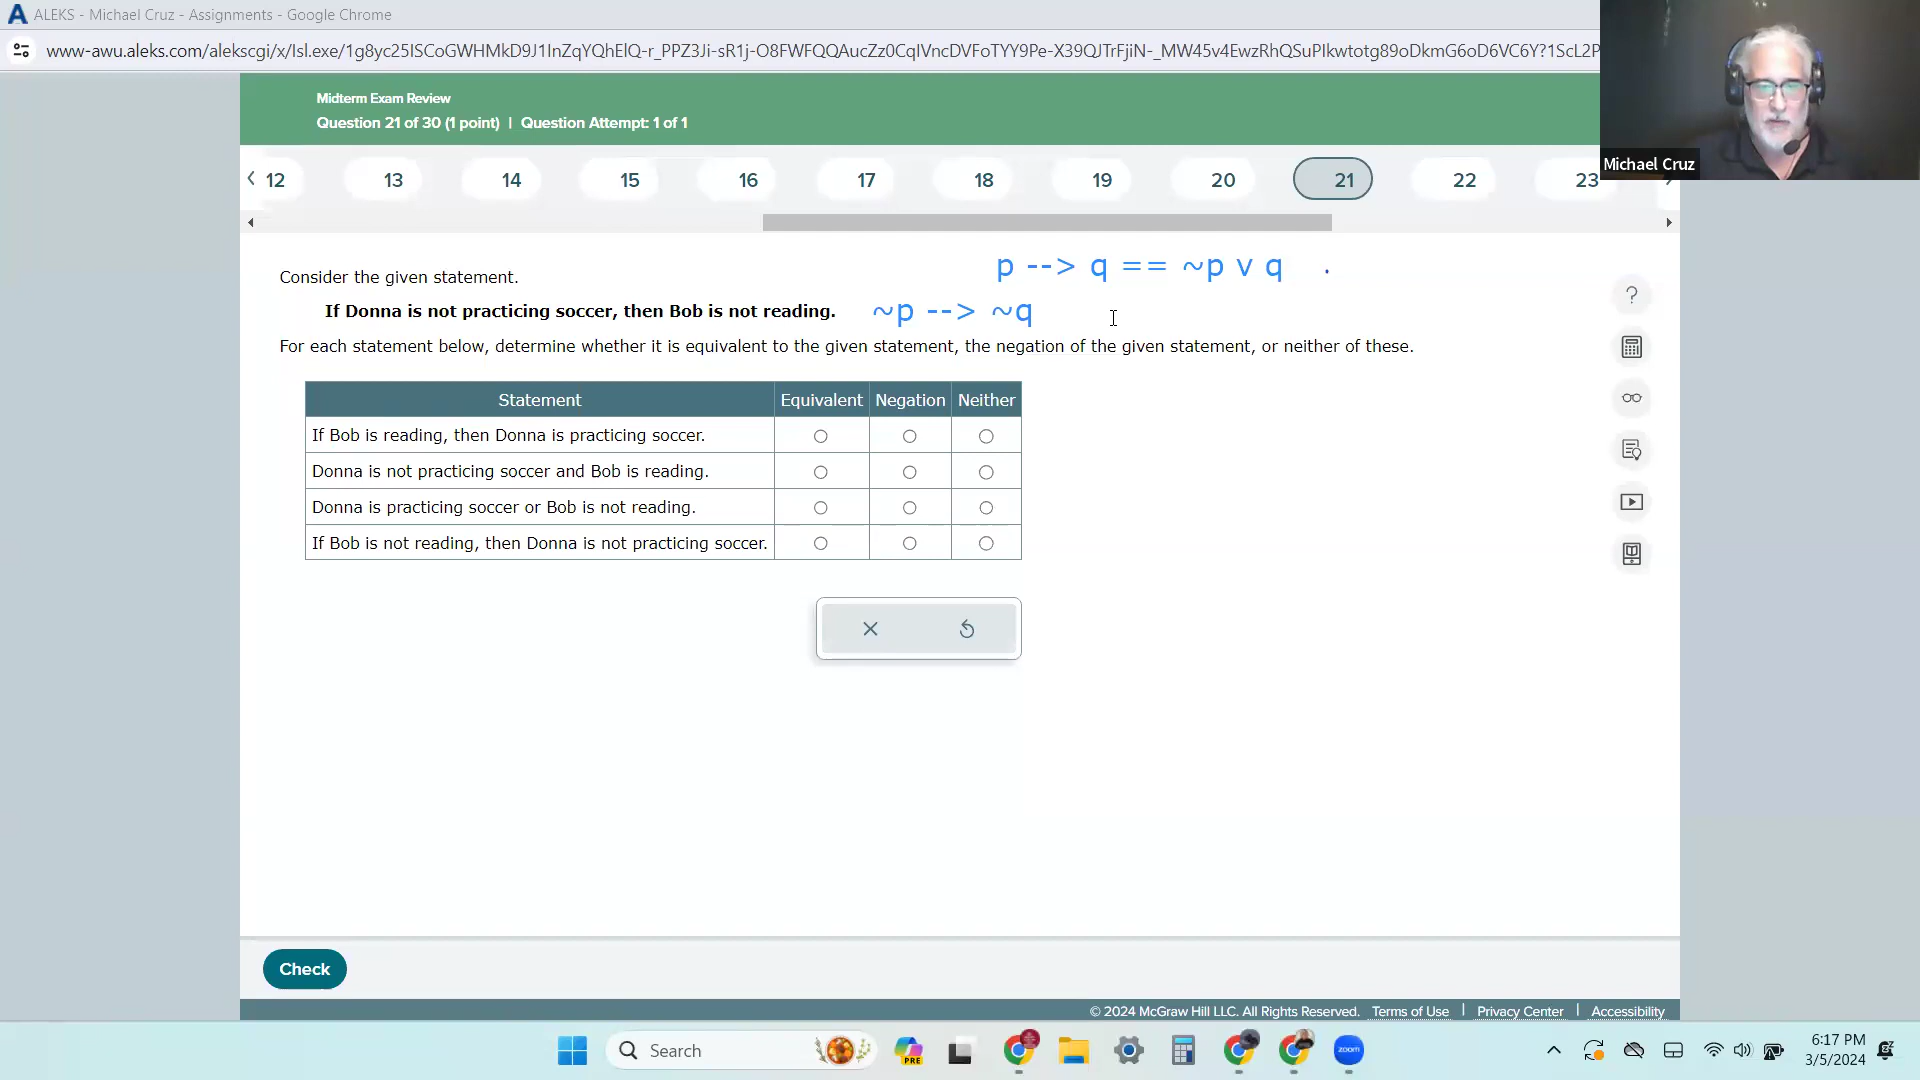 ALEKS - Michael Cruz - Assignments - Google Chrome
Midterm Exam Review
Question 21 of 30 (1 point) | Question Attempt: 1 of 1
Michael Cruz
12 13 14 15 16 17 18 19 20 21 22 23
p --> q == ~p v q .
Consider the given statement.
If Donna is not practicing soccer, then Bob is not reading. ~p --> ~q
For each statement below, determine whether it is equivalent to the given statement, the negation of the given statement, or neither of these.
Statement Equivalent Negation Neither
If Bob is reading, then Donna is practicing soccer.
Donna is not practicing soccer and Bob is reading.
Donna is practicing soccer or Bob is not reading.
If Bob is not reading, then Donna is not practicing soccer.
Check
© 2024 McGraw Hill LLC. All Rights Reserved. Terms of Use | Privacy Center | Accessibility
Search
PRE
zoom
6:17 PM
3/5/2024